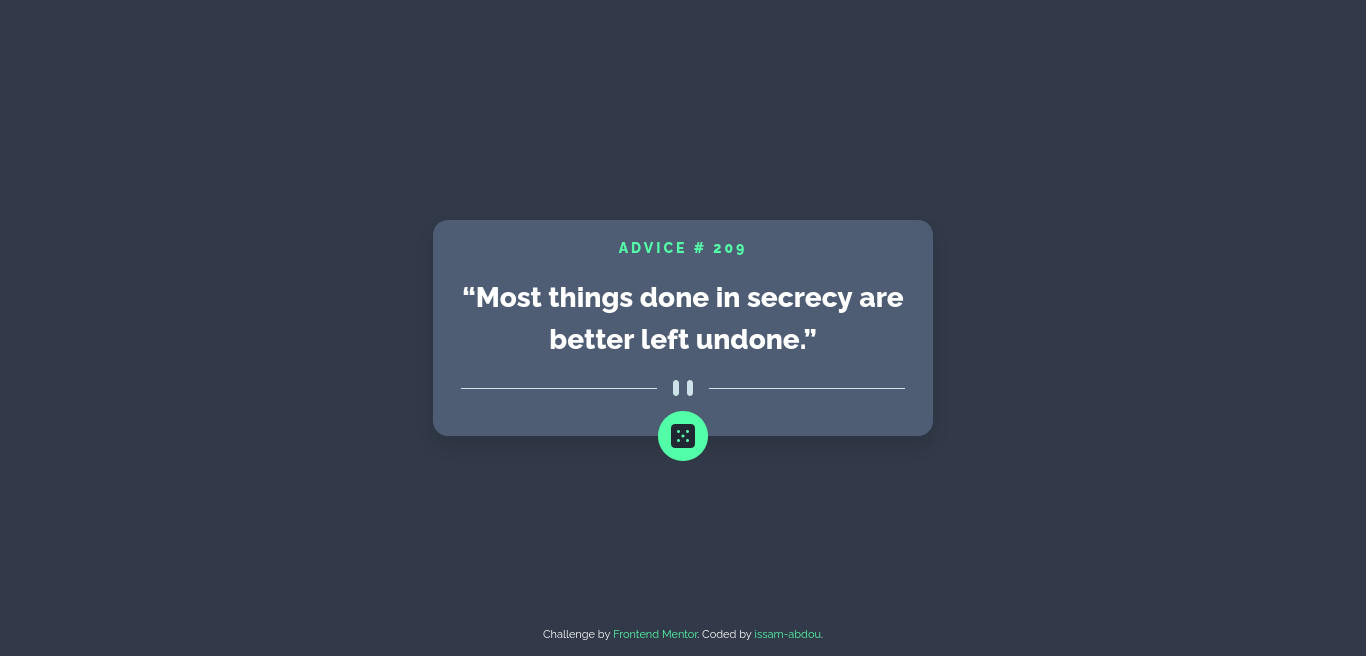 ADVICE # 209
“Most things done in secrecy are
better left undone.”
Challenge by Frontend Mentor. Coded by issam-abdou.